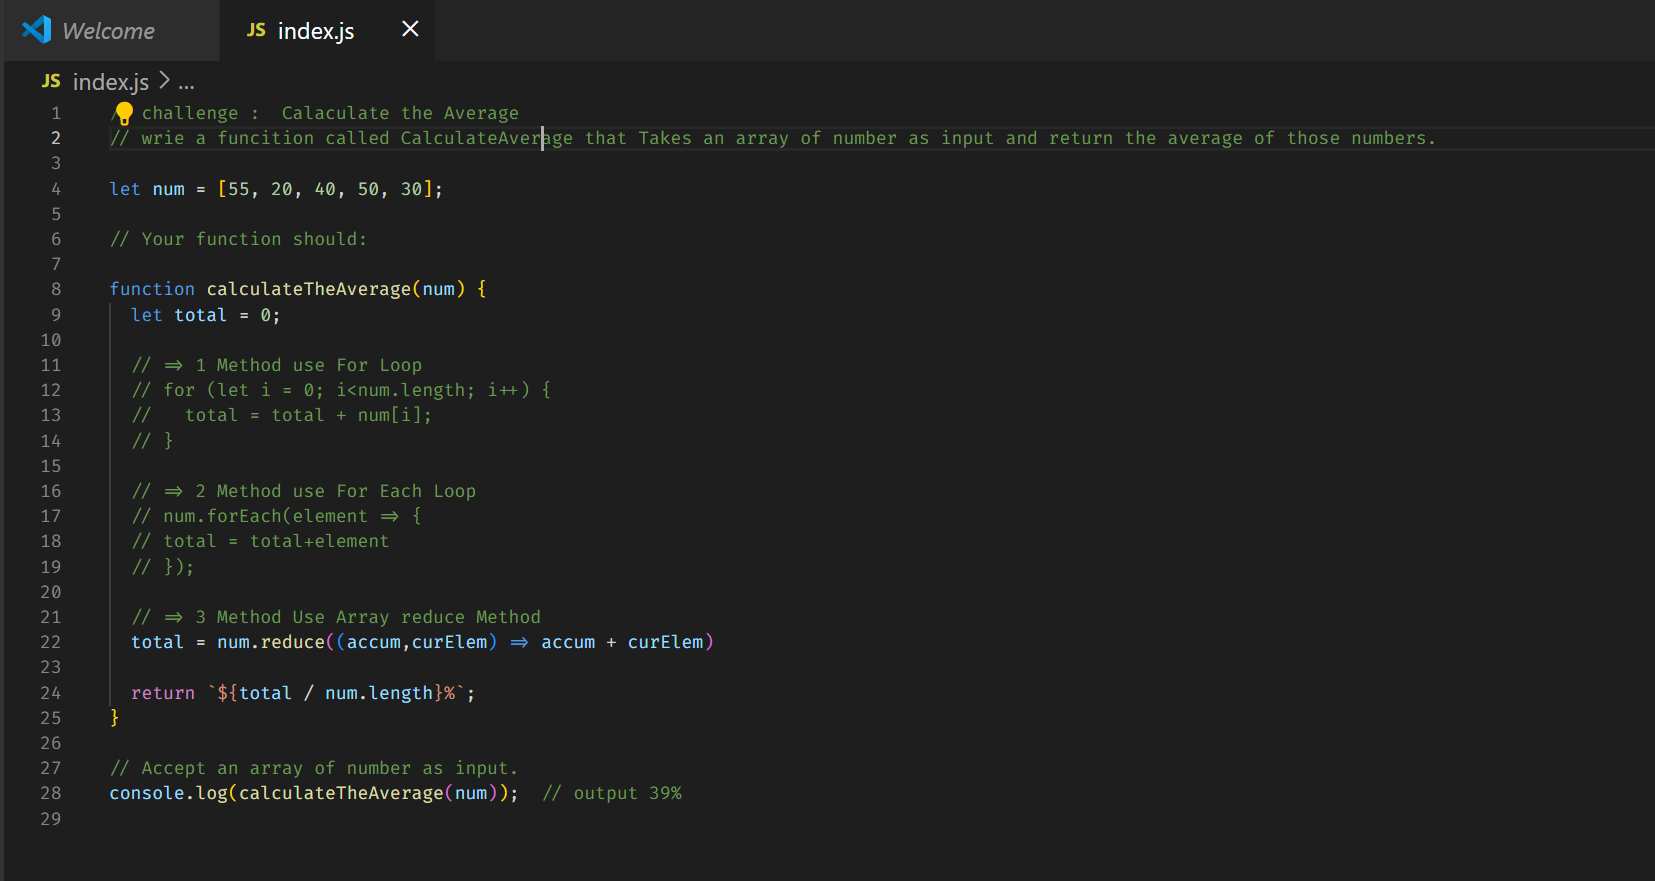 Welcome
JS index.js
JS index.js > ...
1 // challenge :  Calaculate the Average
2 // wrie a funcition called CalculateAverage that Takes an array of number as input and return the average of those numbers.
3
4 let num = [55, 20, 40, 50, 30];
5
6 // Your function should:
7
8 function calculateTheAverage(num) {
9   let total = 0;
10
11   // => 1 Method use For Loop
12   // for (let i = 0; i<num.length; i++) {
13   //   total = total + num[i];
14   // }
15
16   // => 2 Method use For Each Loop
17   // num.forEach(element => {
18   // total = total+element
19   // });
20
21   // => 3 Method Use Array reduce Method
22   total = num.reduce((accum,curElem) => accum + curElem)
23
24   return `${total / num.length}%`;
25 }
26
27 // Accept an array of number as input.
28 console.log(calculateTheAverage(num));  // output 39%
29